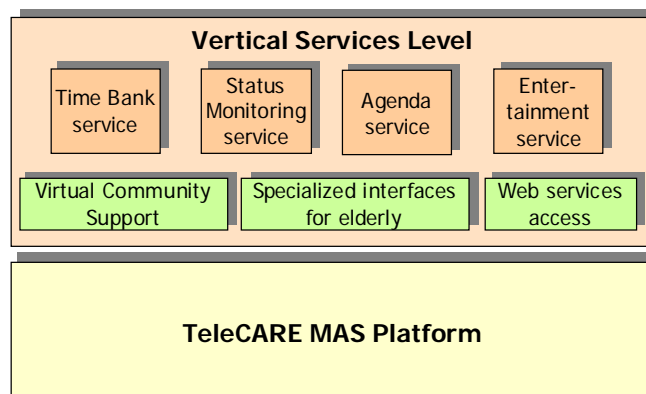 Vertical Services Level
Time Bank
service
Status
Monitoring
service
Agenda
service
Enter-
tainment
service
Virtual Community
Support
Specialized interfaces
for elderly
Web services
access
TeleCARE MAS Platform